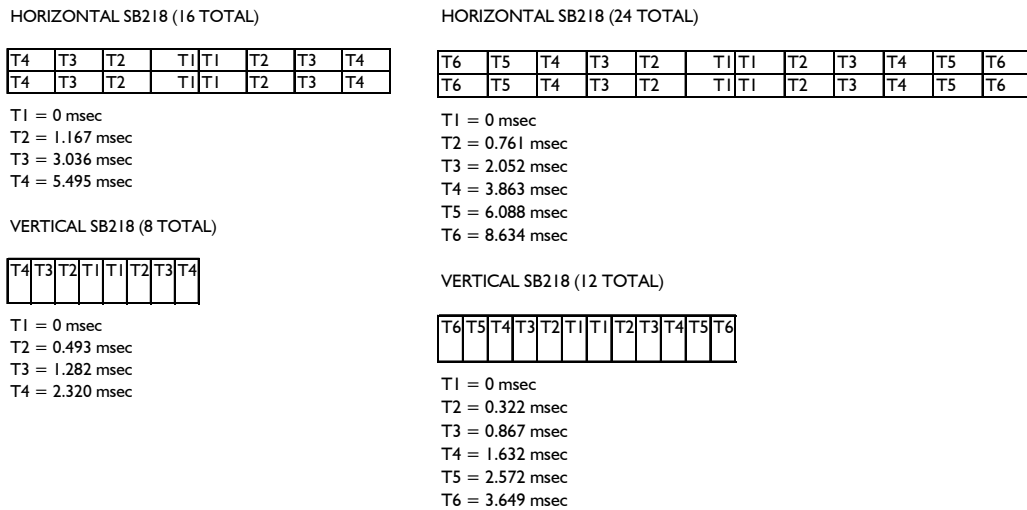 HORIZONTAL SB218 (16 TOTAL)
T4 T3 T2 T1 T1 T2 T3 T4
T4 T3 T2 T1 T1 T2 T3 T4
T1 = 0 msec
T2 = 1.167 msec
T3 = 3.036 msec
T4 = 5.495 msec
VERTICAL SB218 (8 TOTAL)
T4 T3 T2 T1 T1 T2 T3 T4
T1 = 0 msec
T2 = 0.493 msec
T3 = 1.282 msec
T4 = 2.320 msec
HORIZONTAL SB218 (24 TOTAL)
T6 T5 T4 T3 T2 T1 T1 T2 T3 T4 T5 T6
T6 T5 T4 T3 T2 T1 T1 T2 T3 T4 T5 T6
T1 = 0 msec
T2 = 0.761 msec
T3 = 2.052 msec
T4 = 3.863 msec
T5 = 6.088 msec
T6 = 8.634 msec
VERTICAL SB218 (12 TOTAL)
T6 T5 T4 T3 T2 T1 T1 T2 T3 T4 T5 T6
T1 = 0 msec
T2 = 0.322 msec
T3 = 0.867 msec
T4 = 1.632 msec
T5 = 2.572 msec
T6 = 3.649 msec